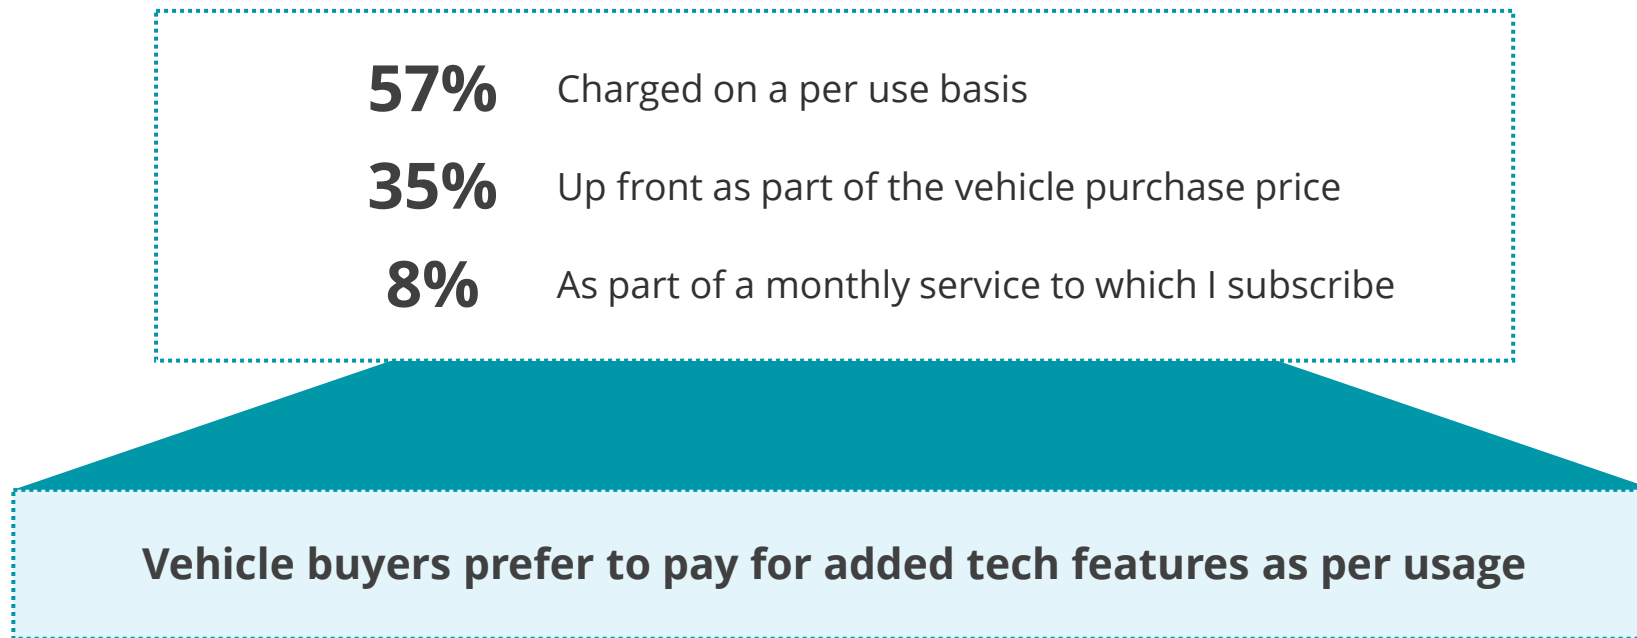 57% Charged on a per use basis
35% Up front as part of the vehicle purchase price
8% As part of a monthly service to which I subscribe
Vehicle buyers prefer to pay for added tech features as per usage